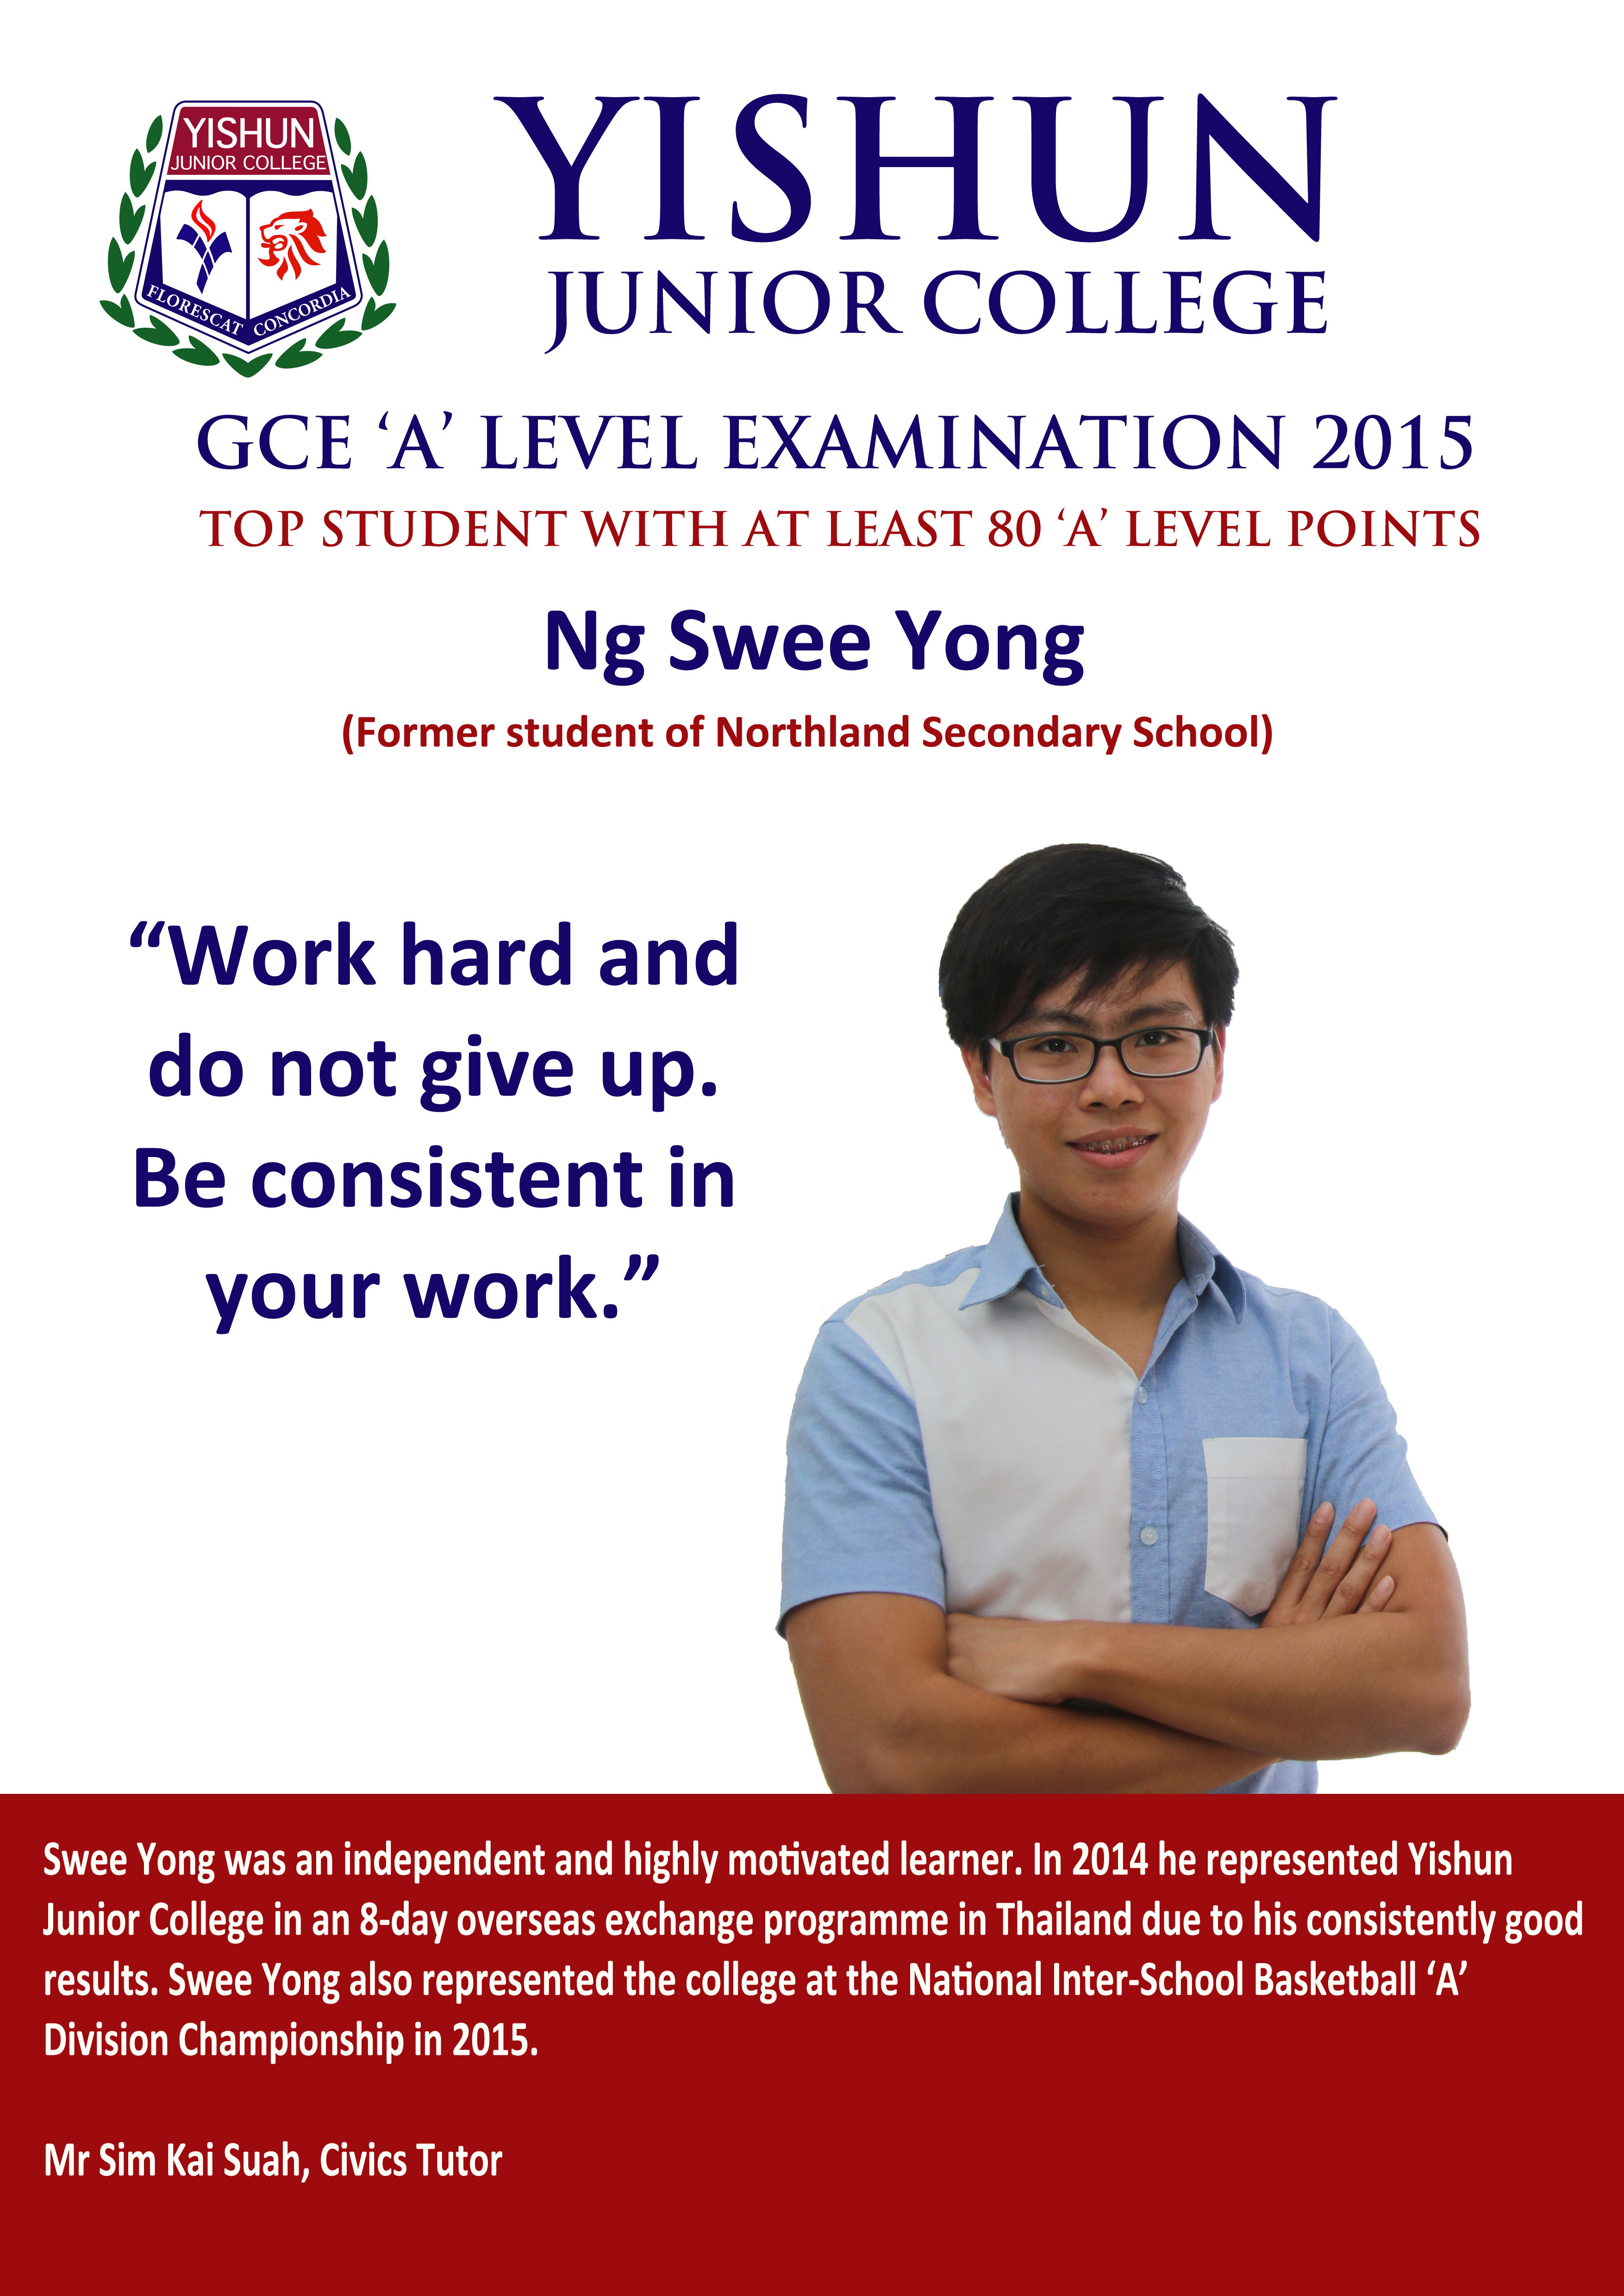 YISHUN
JUNIOR COLLEGE
FLORESCAT CONCORDIA
YISHUN
JUNIOR COLLEGE
GCE ‘A’ LEVEL EXAMINATION 2015
TOP STUDENT WITH AT LEAST 80 ‘A’ LEVEL POINTS
Ng Swee Yong
(Former student of Northland Secondary School)
“Work hard and
do not give up.
Be consistent in
your work.”
Swee Yong was an independent and highly motivated learner. In 2014 he represented Yishun
Junior College in an 8-day overseas exchange programme in Thailand due to his consistently good
results. Swee Yong also represented the college at the National Inter-School Basketball ‘A’
Division Championship in 2015.
Mr Sim Kai Suah, Civics Tutor